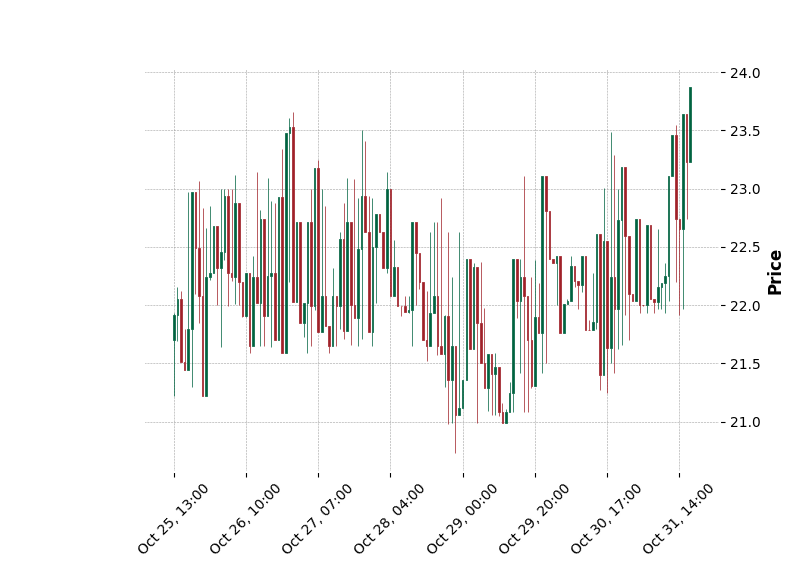 24.0
23.5
23.0
22.5
22.0
21.5
21.0
Price
Oct 25, 13:00
Oct 26, 10:00
Oct 27, 07:00
Oct 28, 04:00
Oct 29, 00:00
Oct 29, 20:00
Oct 30, 17:00
Oct 31, 14:00